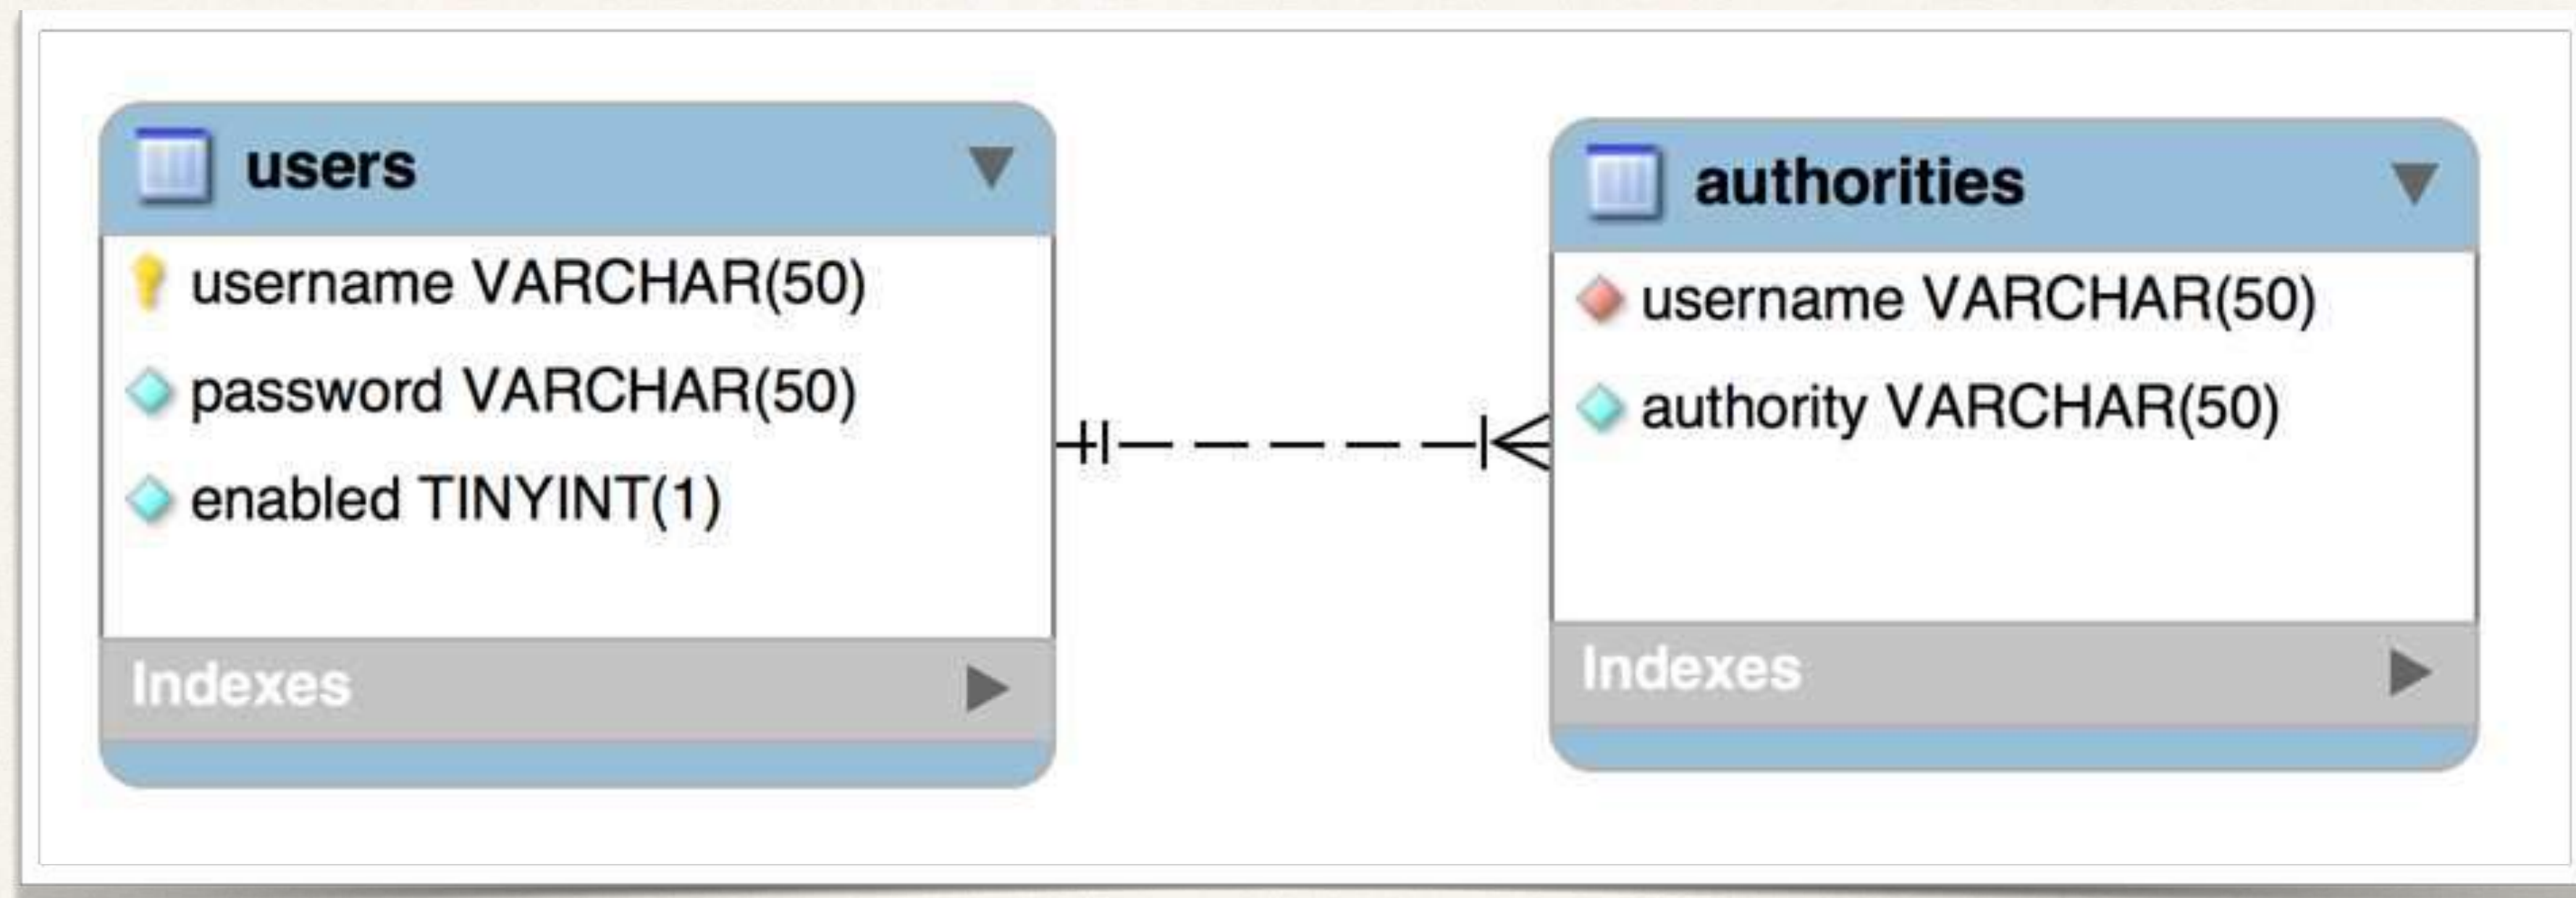 users
username VARCHAR(50)
password VARCHAR(50)
enabled TINYINT(1)
Indexes
authorities
username VARCHAR(50)
authority VARCHAR(50)
Indexes